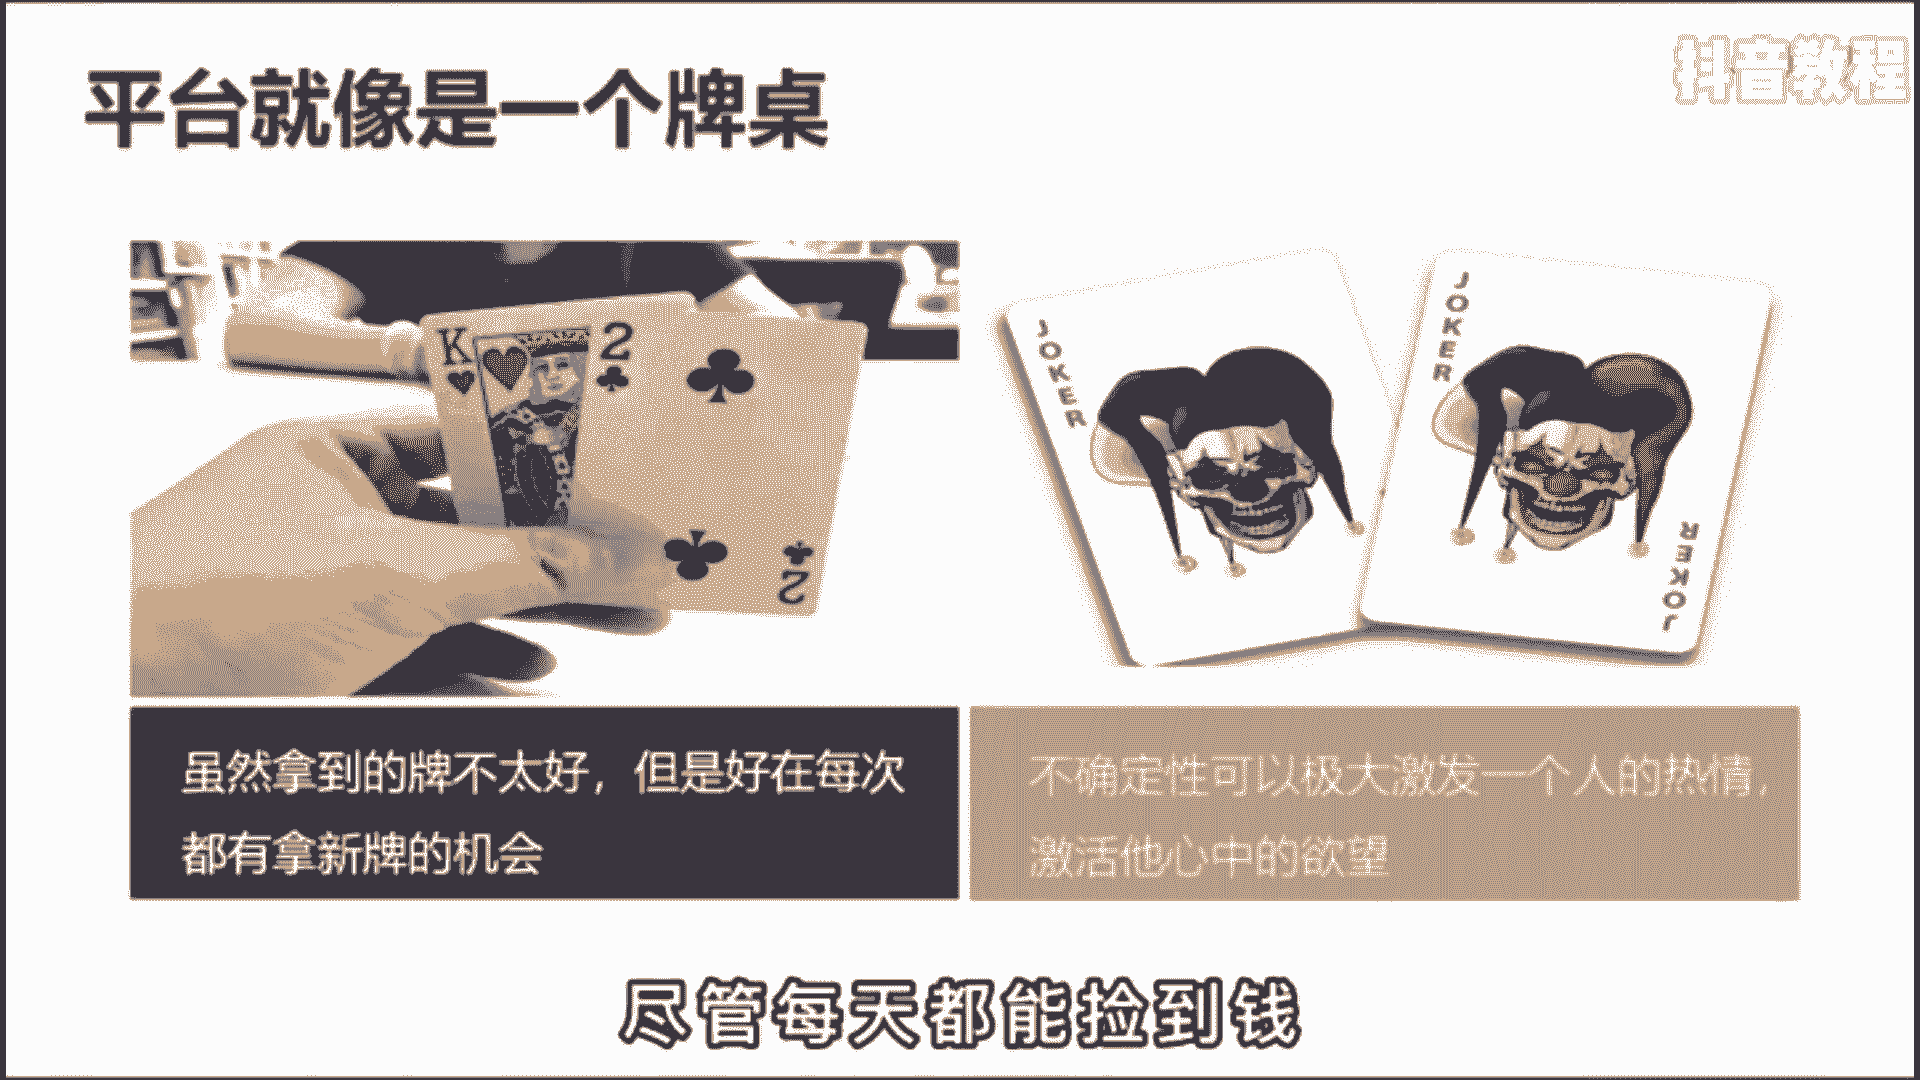 平台就像是一个牌桌
抖音教程
K
2
2
JOKER
JOKER
JOKER
虽然拿到的牌不太好，但是好在每次
都有拿新牌的机会
不确定性可以极大激发一个人的热情，
激活他心中的欲望
尽管每天都能捡到钱